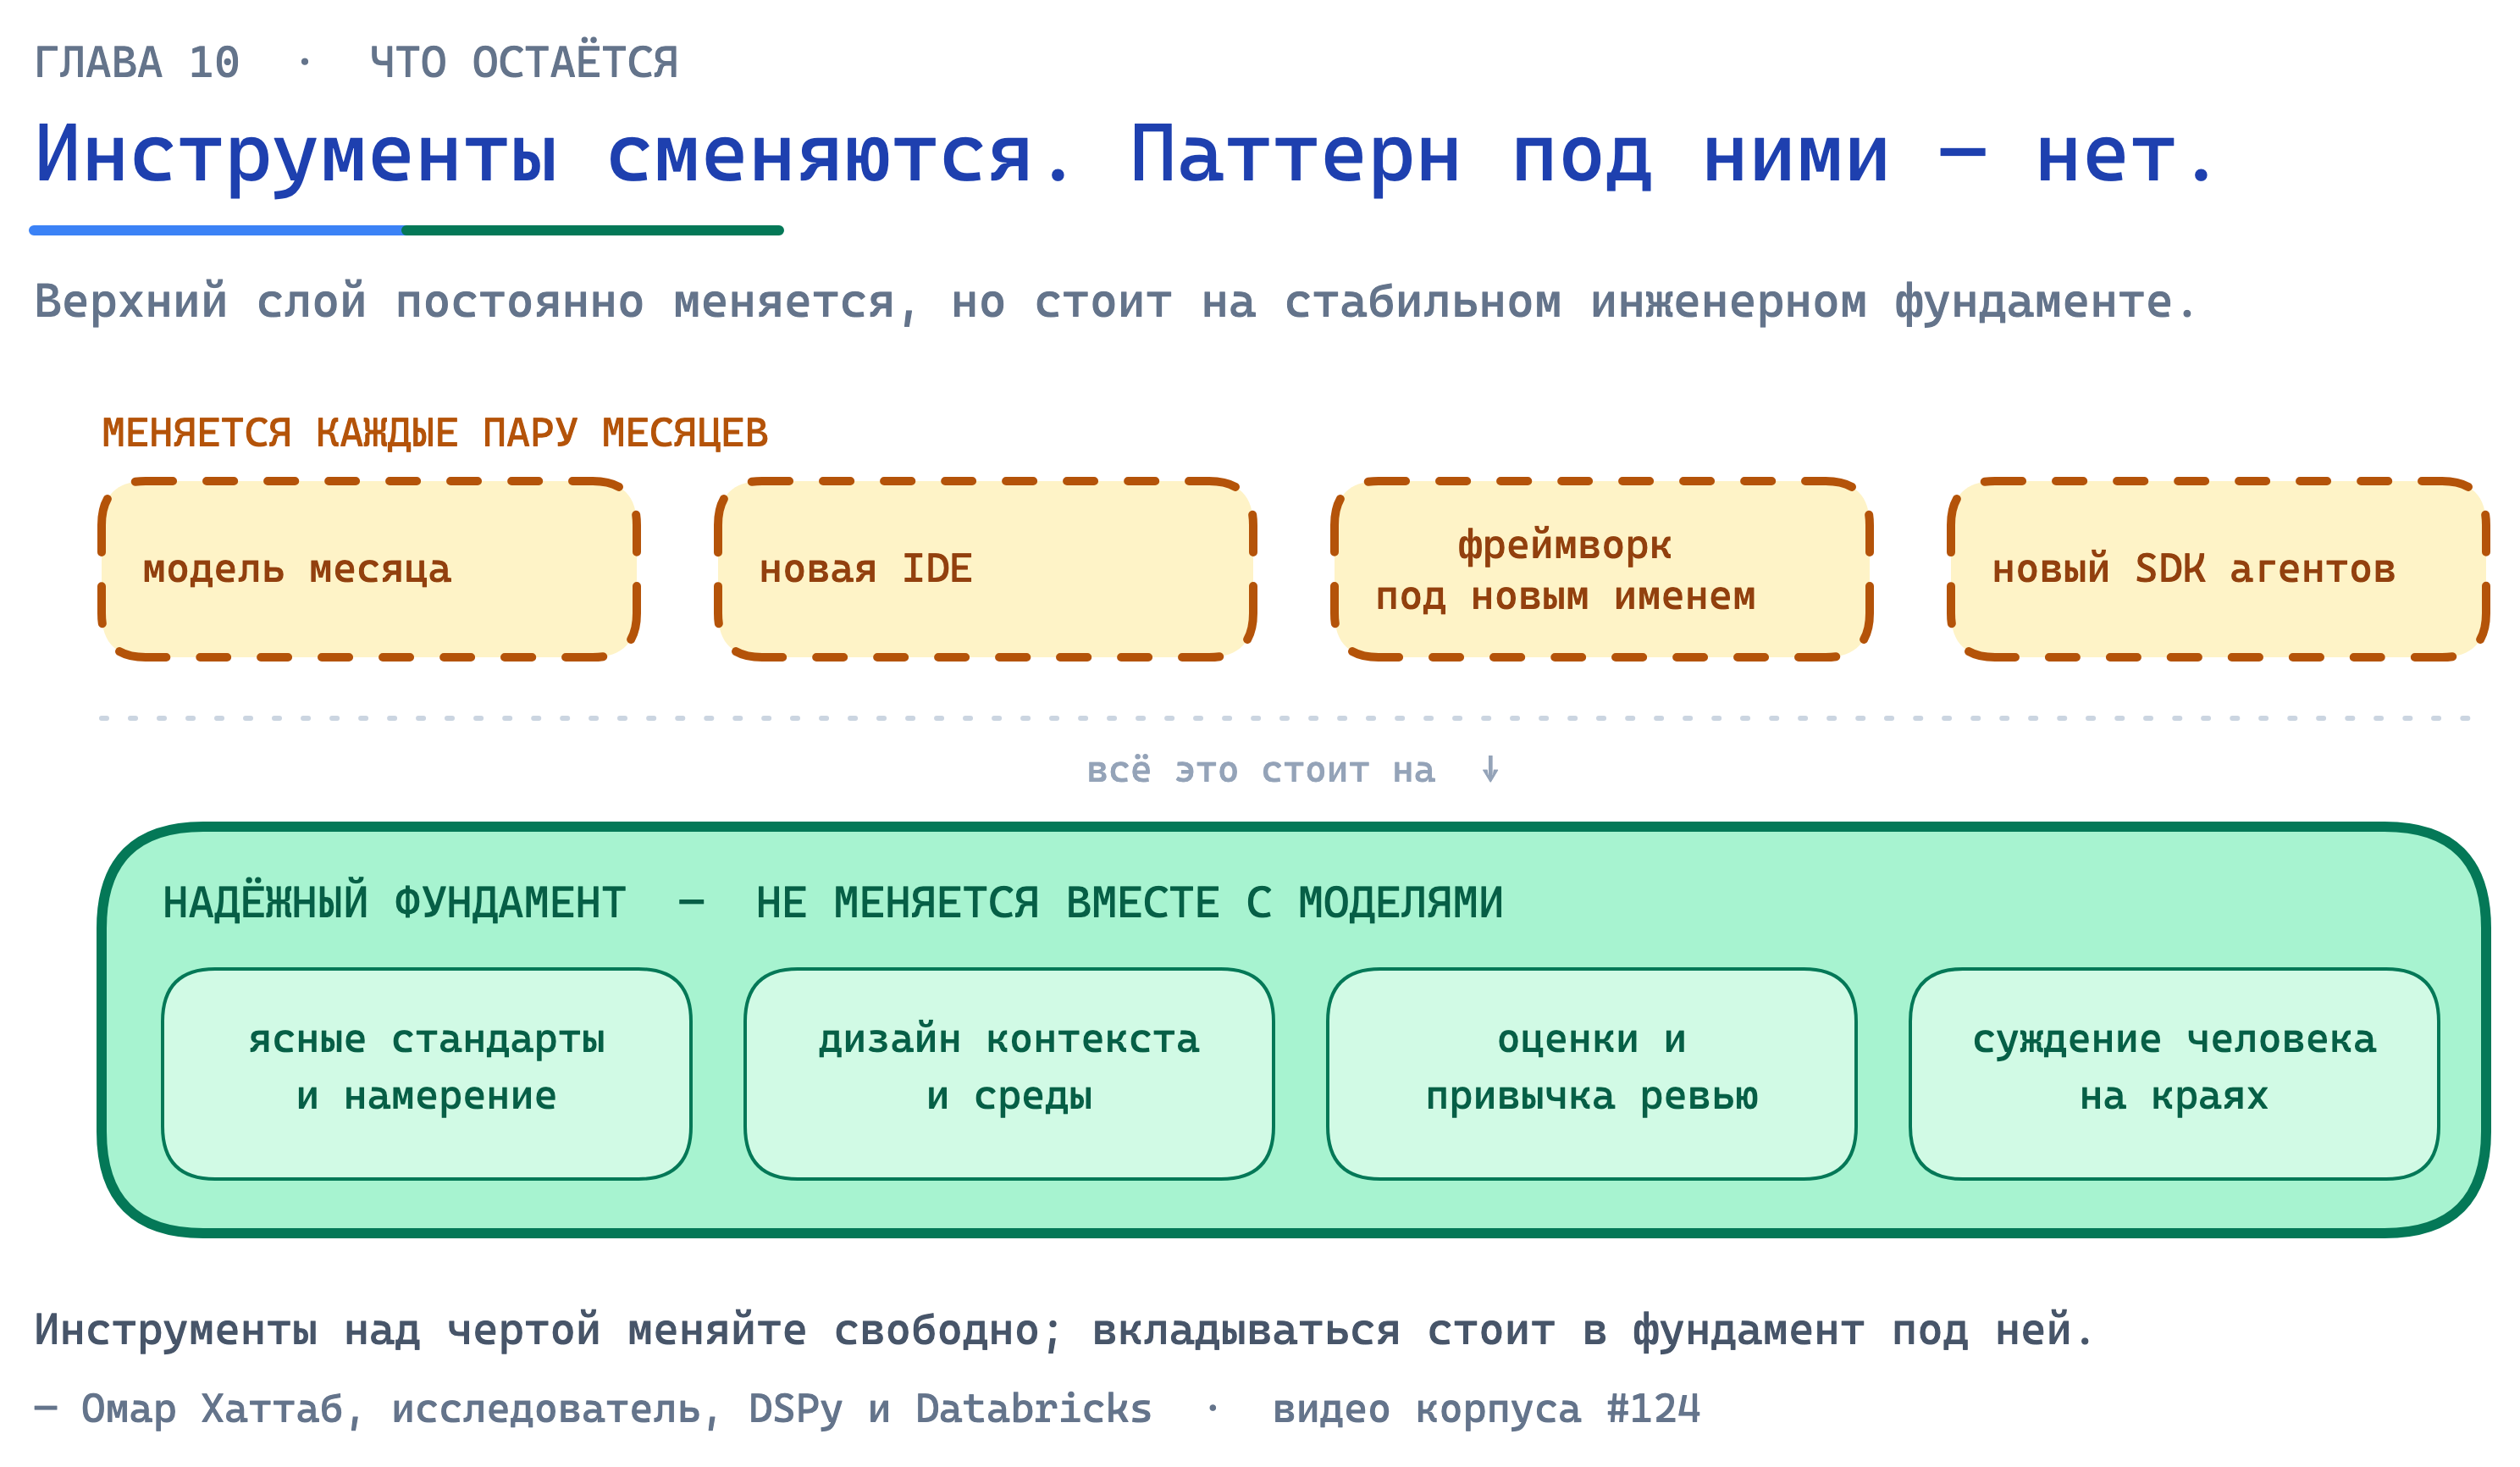 ГЛАВА 10 · ЧТО ОСТАЁТСЯ
Инструменты сменяются. Паттерн под ними — нет.
Верхний слой постоянно меняется, но стоит на стабильном инженерном фундаменте.
МЕНЯЕТСЯ КАЖДЫЕ ПАРУ МЕСЯЦЕВ
модель месяца
новая IDE
фреймворк
под новым именем
новый SDK агентов
всё это стоит на ↓
НАДЁЖНЫЙ ФУНДАМЕНТ — НЕ МЕНЯЕТСЯ ВМЕСТЕ С МОДЕЛЯМИ
ясные стандарты
и намерение
дизайн контекста
и среды
оценки и
привычка ревью
суждение человека
на краях
Инструменты над чертой меняйте свободно; вкладываться стоит в фундамент под ней.
— Омар Хаттаб, исследователь, DSPy и Databricks · видео корпуса #124